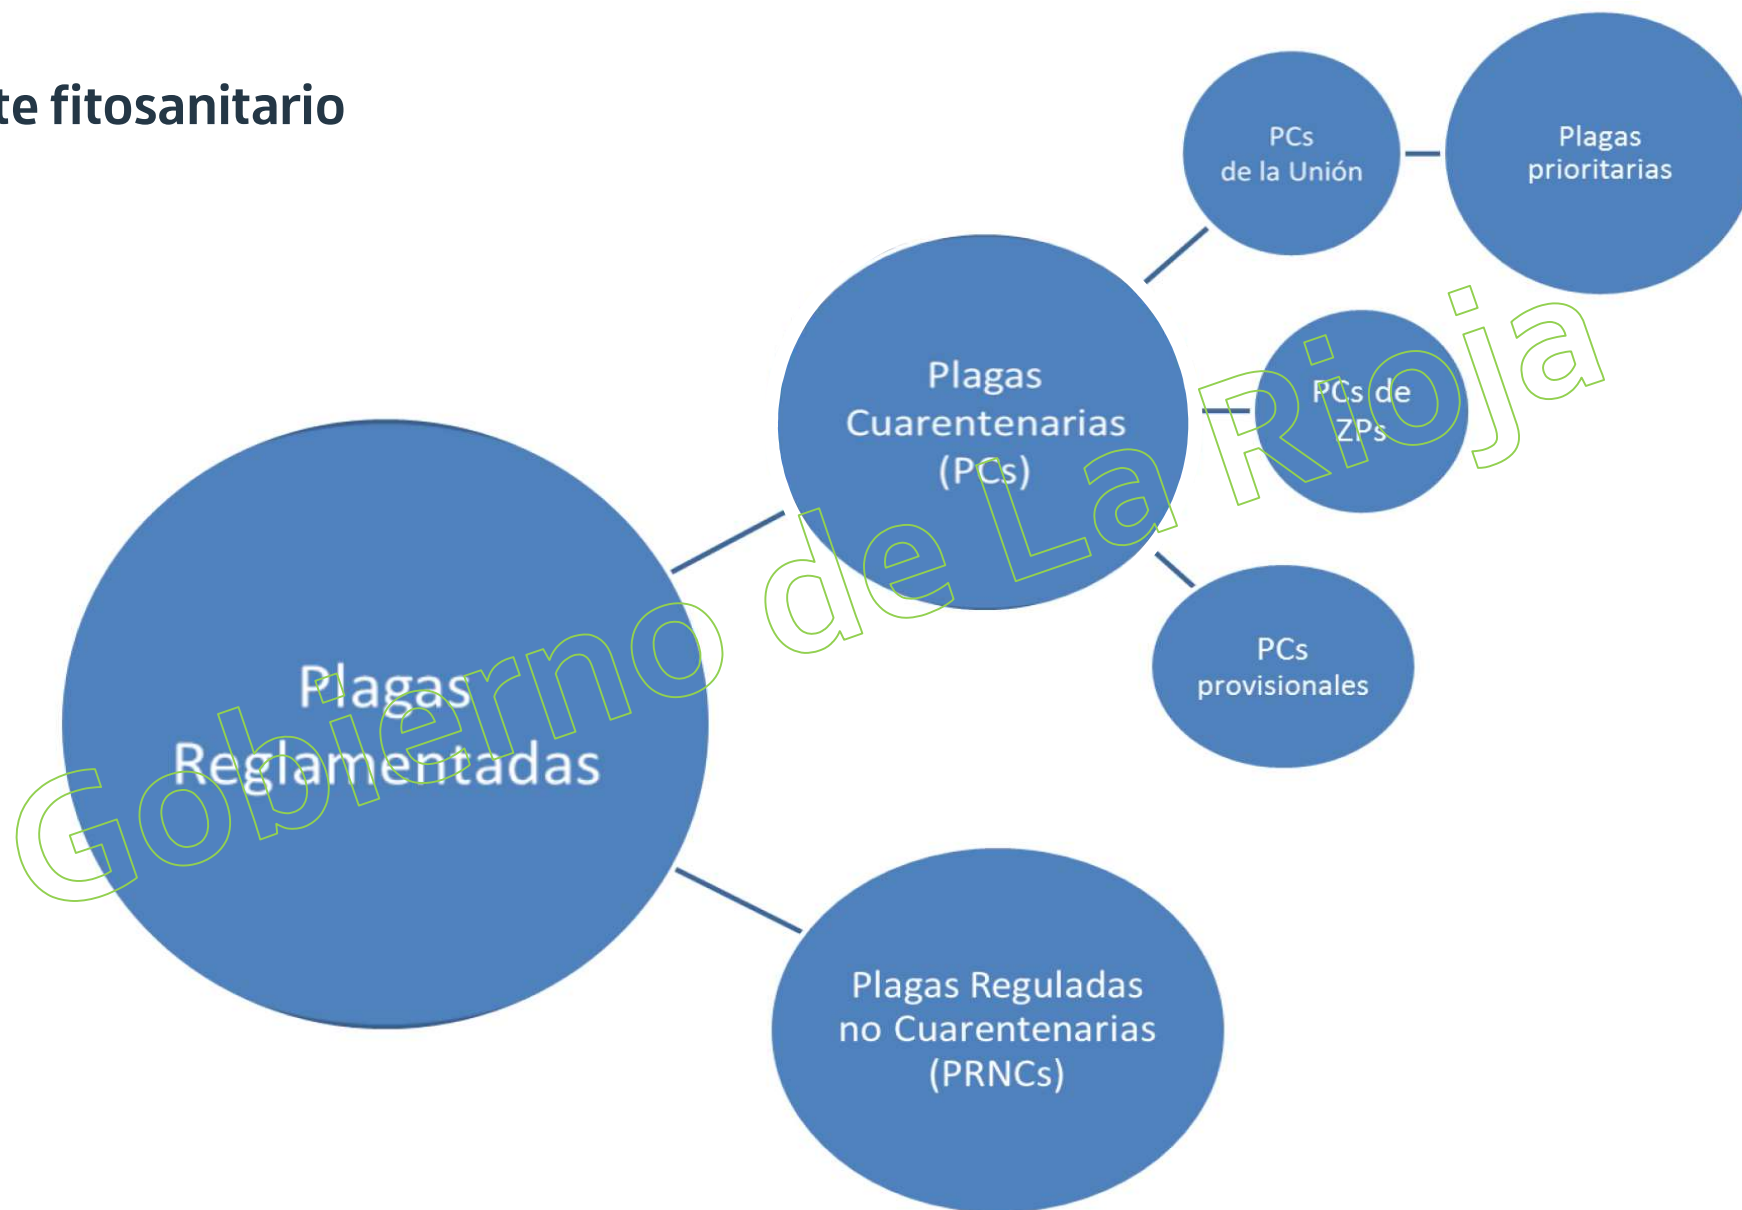 te fitosanitario
PCs
de la Unión
Plagas
prioritarias
Plagas
Cuarentenarias
(PCs)
PCs de
ZPs
PCs
provisionales
Plagas
Reglamentadas
Plagas Reguladas
no Cuarentenarias
(PRNCs)
Gobierno de La Rioja